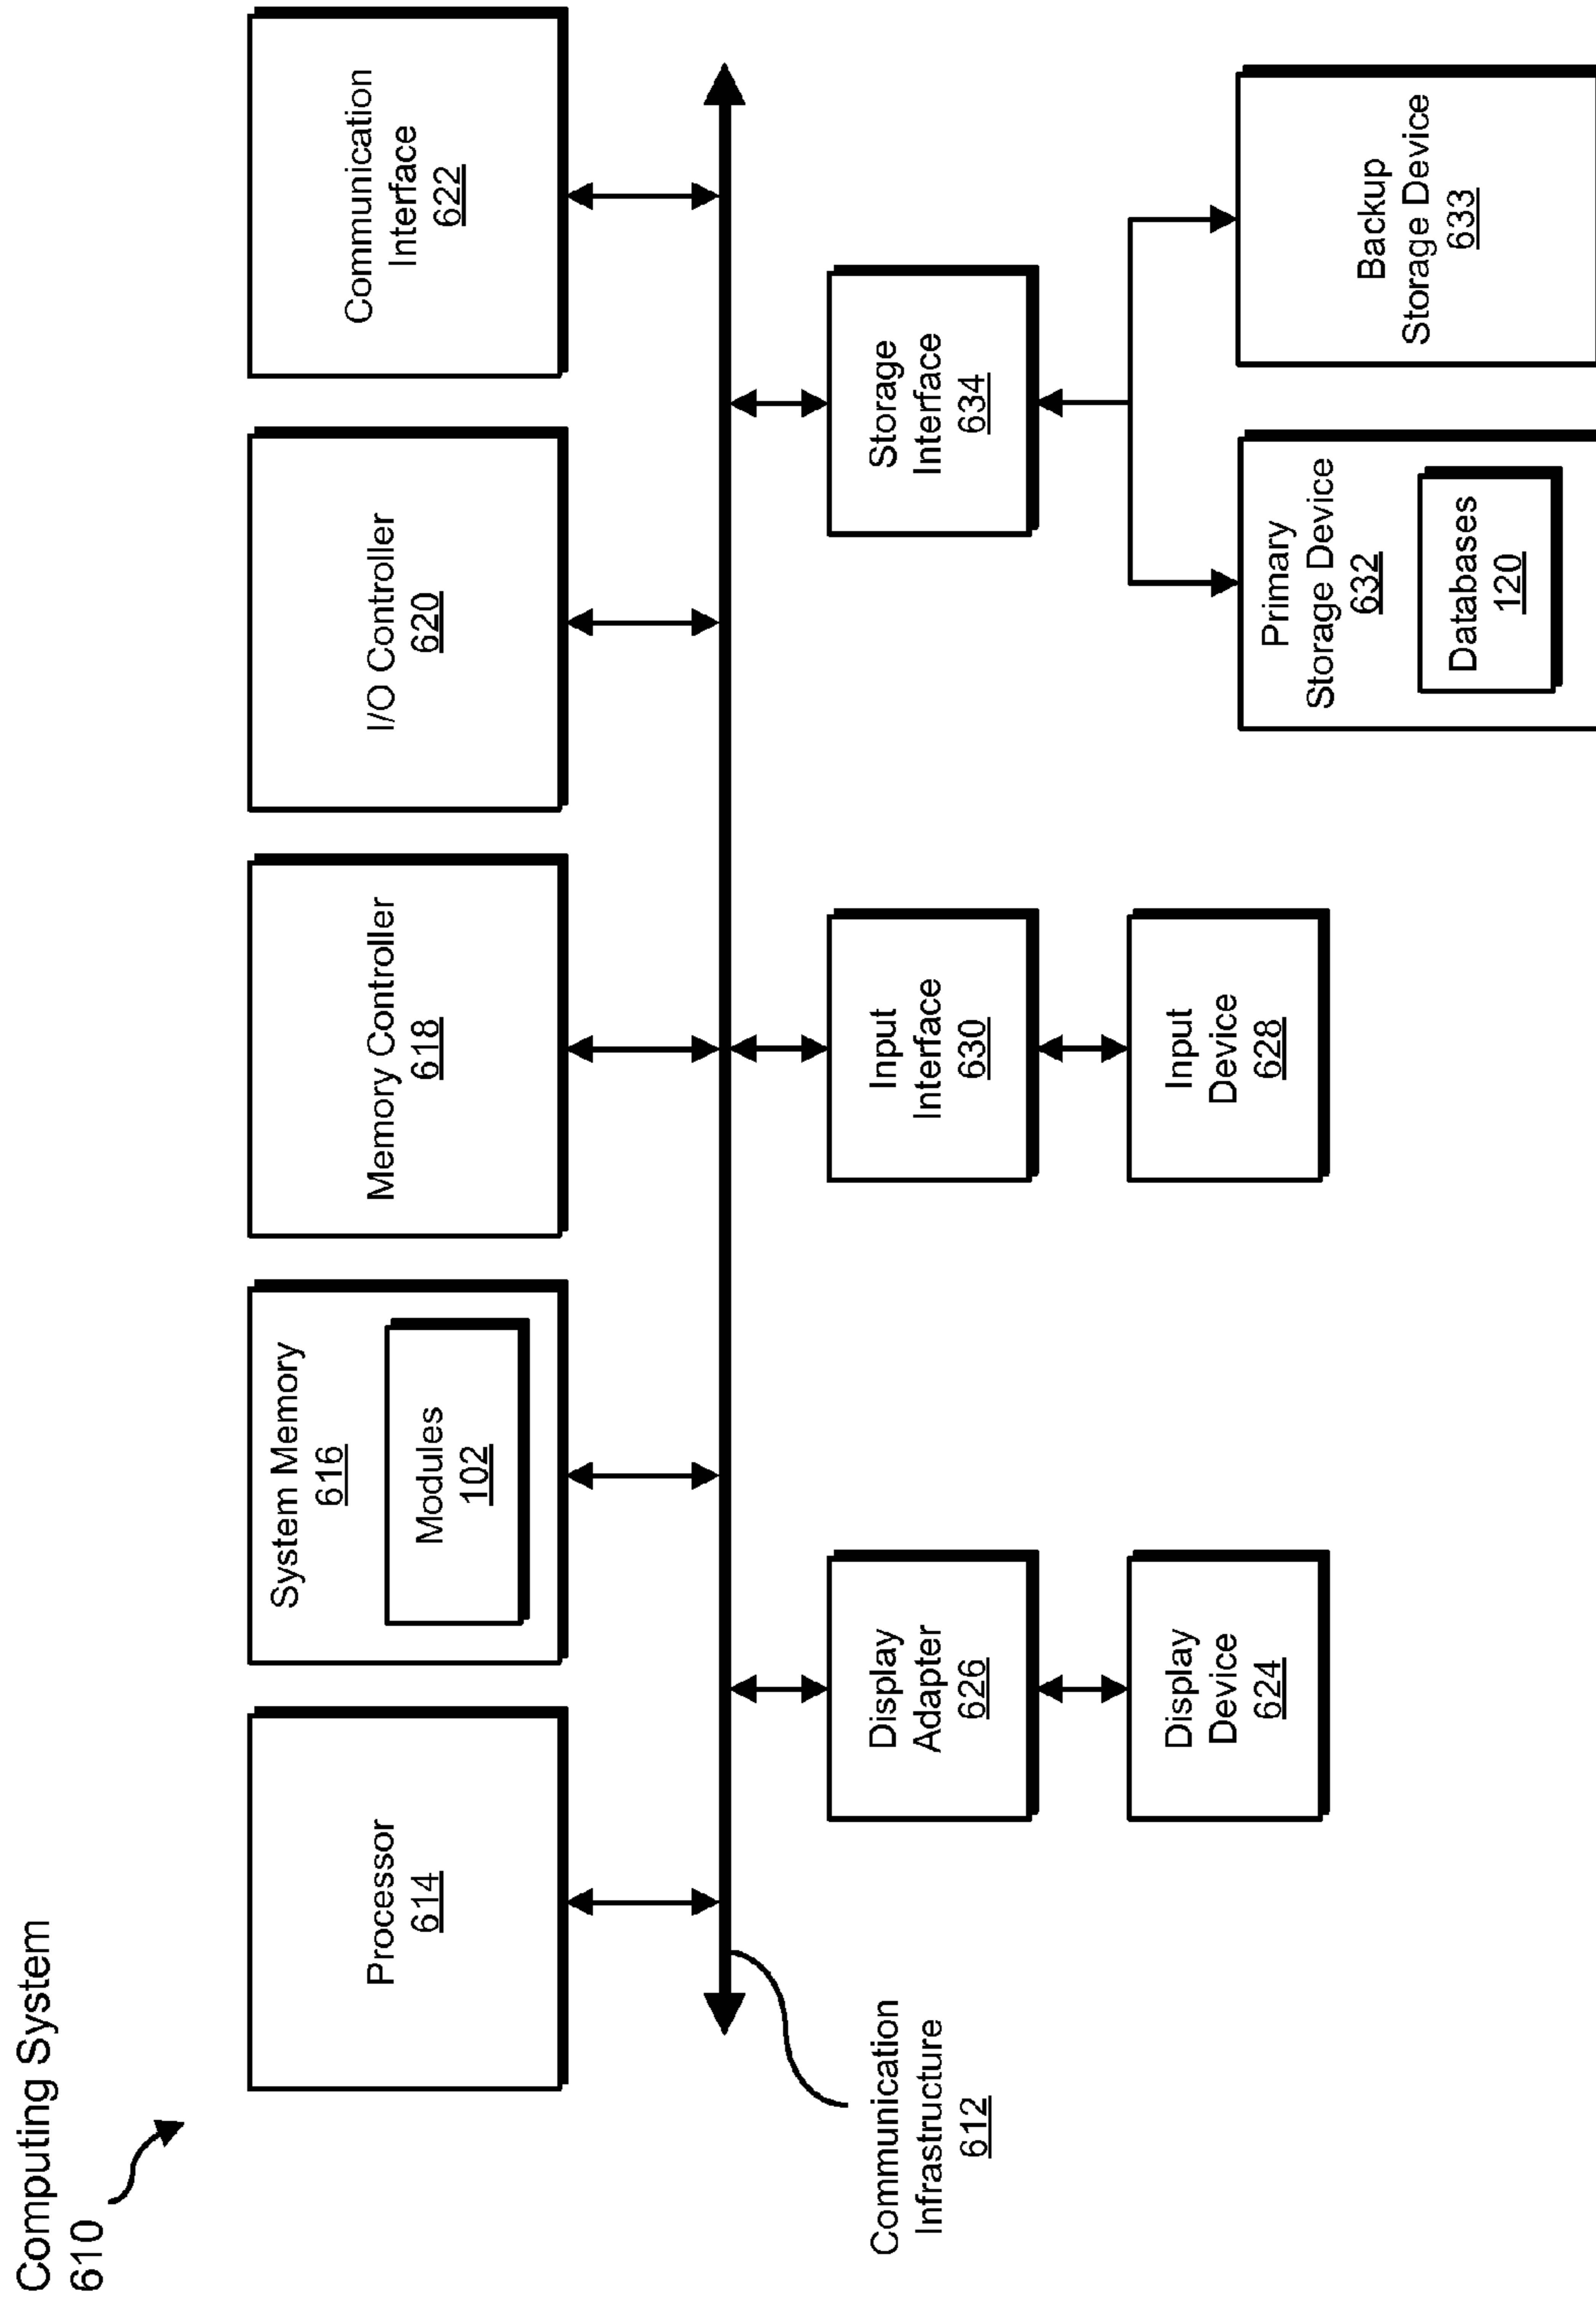 Computing System
610
Processor
614
System Memory
616
Modules
102
Memory Controller
618
I/O Controller
620
Communication
Interface
622
Communication
Infrastructure
612
Display
Adapter
626
Input
Interface
630
Storage
Interface
634
Display
Device
624
Input
Device
628
Primary
Storage Device
632
Databases
120
Backup
Storage Device
633